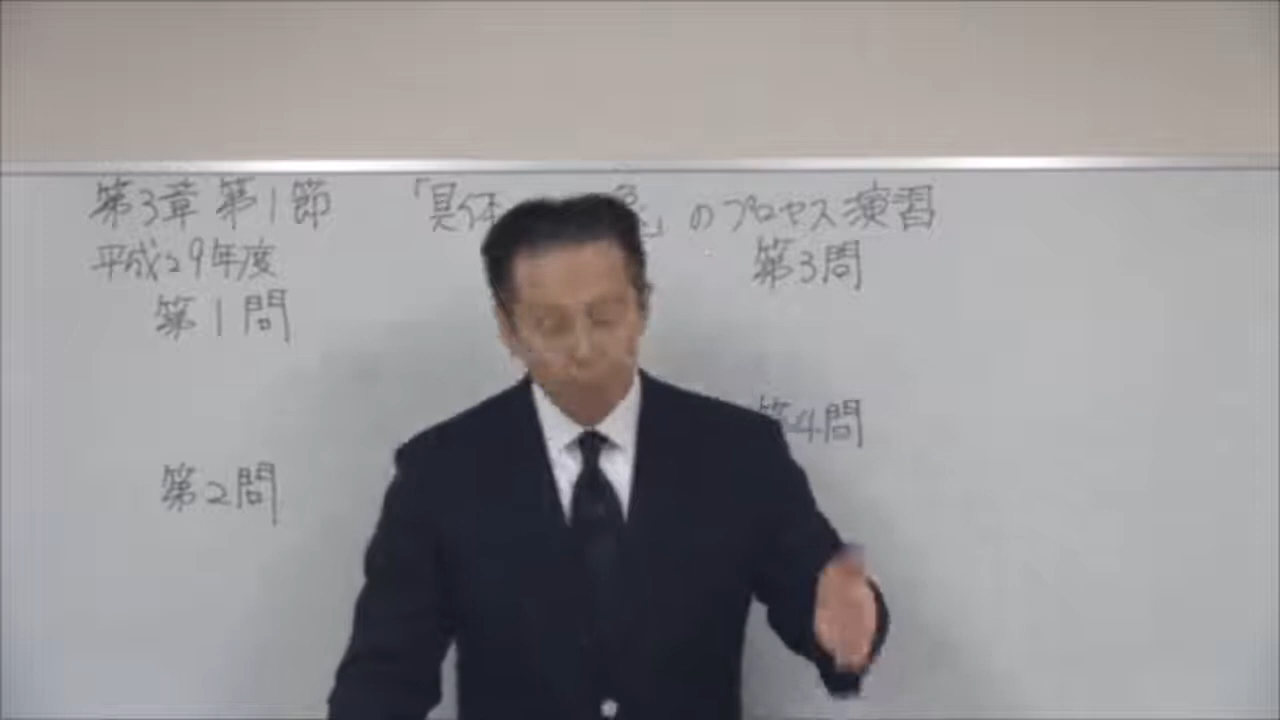 第3章 第1節 「具体 」のプロセス演習
平成29年度
第1問
第2問
第3問
第4問